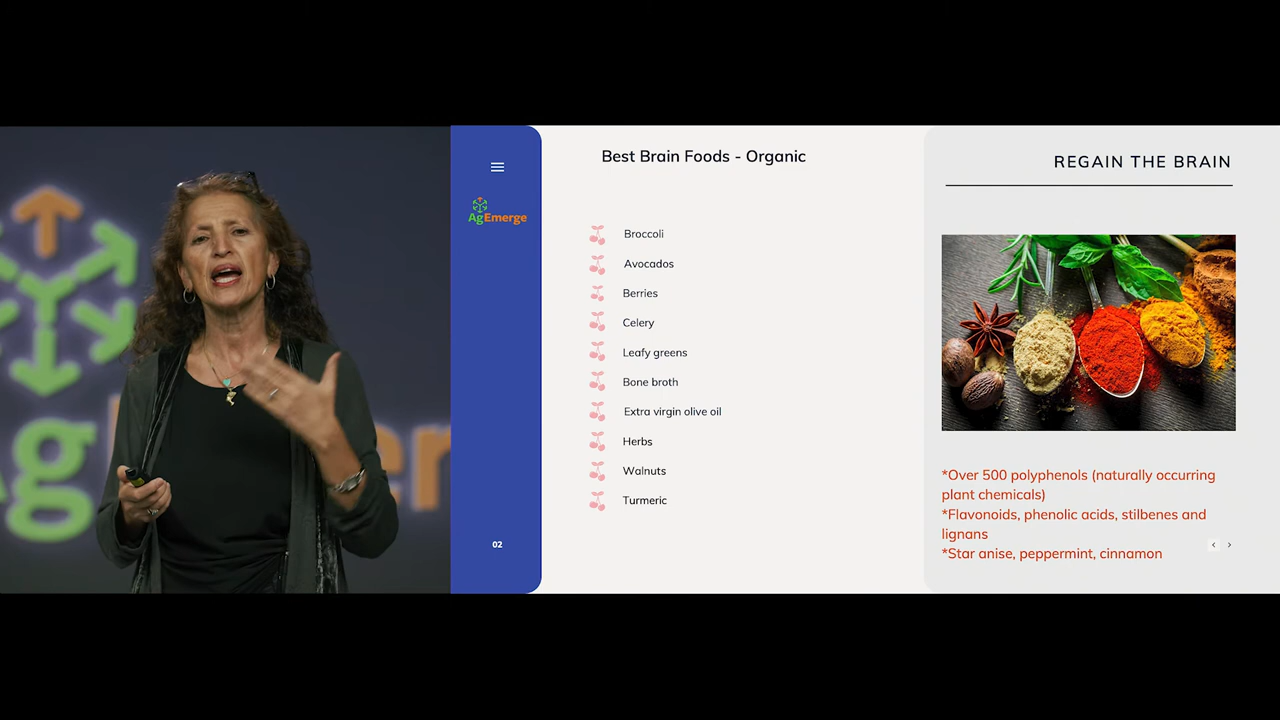 Ag
er
AgEmerge
02
Best Brain Foods - Organic
Broccoli
Avocados
Berries
Celery
Leafy greens
Bone broth
Extra virgin olive oil
Herbs
Walnuts
Turmeric
REGAIN THE BRAIN
*Over 500 polyphenols (naturally occurring
plant chemicals)
*Flavonoids, phenolic acids, stilbenes and
lignans
*Star anise, peppermint, cinnamon